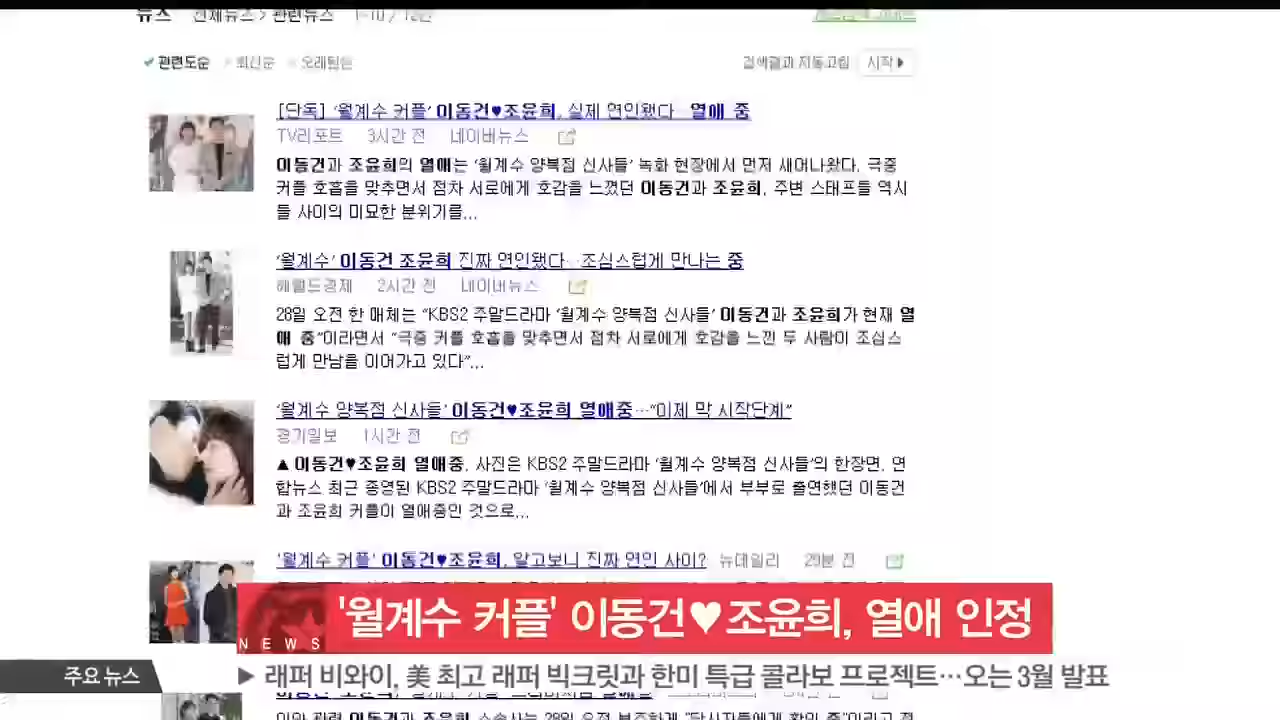 뉴스 전체뉴스 > 관련뉴스 1-10 /
관련도순 최신순 오래된순 검색결과 자동고침 시작
[단독] '월계수 커플' 이동건♥조윤희, 실제 연인됐다…열애 중
TV리포트 3시간 전 네이버뉴스
이동건과 조윤희의 열애는 '월계수 양복점 신사들' 녹화 현장에서 먼저 새어나왔다. 극중
커플 호흡을 맞추면서 점차 서로에게 호감을 느꼈던 이동건과 조윤희. 주변 스태프들 역시
둘 사이의 미묘한 분위기를...
'월계수' 이동건 조윤희 진짜 연인됐다…조심스럽게 만나는 중
헤럴드경제 2시간 전 네이버뉴스
28일 오전 한 매체는 "KBS2 주말드라마 '월계수 양복점 신사들' 이동건과 조윤희가 현재 열
애 중"이라면서 "극중 커플 호흡을 맞추면서 점차 서로에게 호감을 느낀 두 사람이 조심스
럽게 만남을 이어가고 있다"...
'월계수 양복점 신사들' 이동건♥조윤희 열애중…"이제 막 시작단계"
경기일보 1시간 전
▲ 이동건♥조윤희 열애중. 사진은 KBS2 주말드라마 '월계수 양복점 신사들'의 한장면. 연
합뉴스 최근 종영된 KBS2 주말드라마 '월계수 양복점 신사들'에서 부부로 출연했던 이동건
과 조윤희 커플이 열애중인 것으로...
'월계수 커플' 이동건♥조윤희, 알고보니 진짜 연인 사이? 뉴데일리 29분 전
NEWS '월계수 커플' 이동건♥조윤희, 열애 인정
주요뉴스 ▶ 래퍼 비와이, 美 최고 래퍼 빅크릿과 한미 특급 콜라보 프로젝트…오는 3월 발표
이동건과 조윤희 소속사는 28일 오전